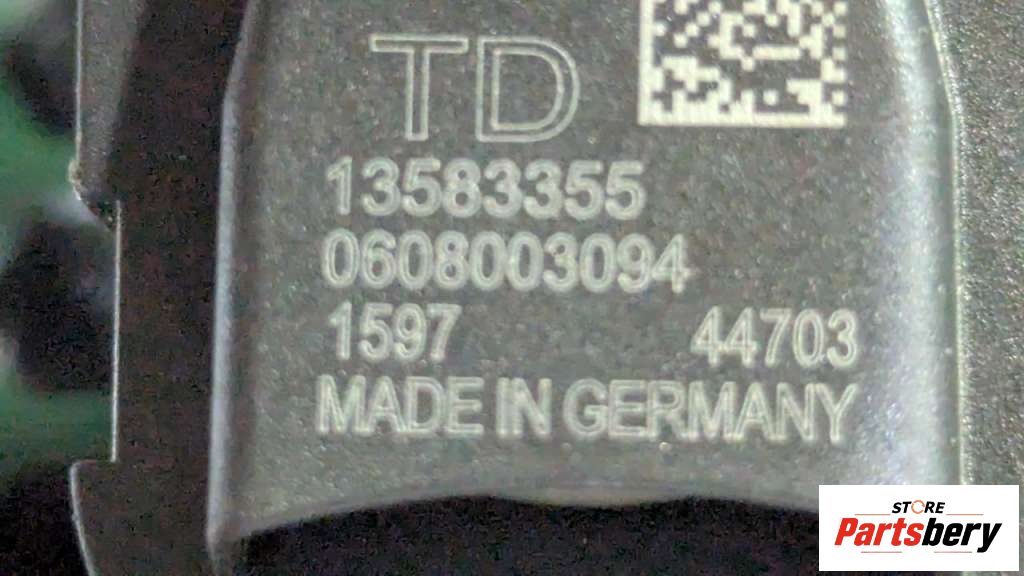 TD
13583355
0608003094
1597 44703
MADE IN GERMANY
STORE
Partsbery